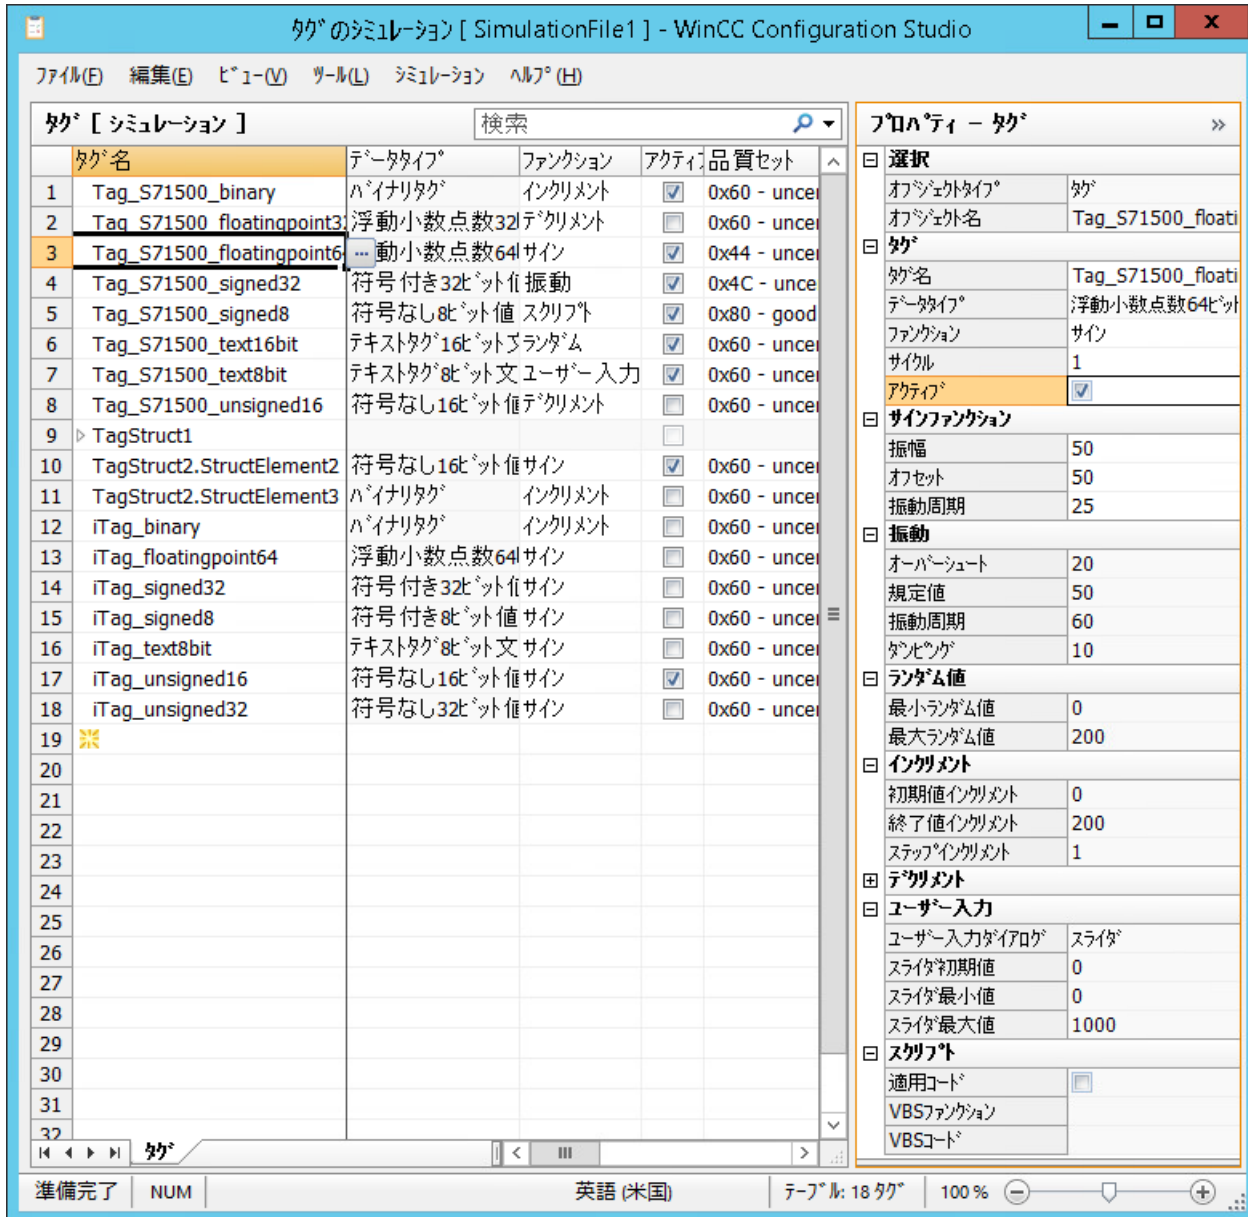 タグのシミュレーション [ SimulationFile1 ] - WinCC Configuration Studio
ファイル(F) 編集(E) ビュー(V) ツール(L) シミュレーション ヘルプ(H)
タグ [ シミュレーション ] 検索
タグ名 データタイプ ファンクション アクティブ 品質セット
1 Tag_S71500_binary バイナリタグ インクリメント 0x60 - uncer
2 Tag_S71500_floatingpoint32 浮動小数点数32 デクリメント 0x60 - uncer
3 Tag_S71500_floatingpoint6 ... 動小数点数64 サイン 0x44 - uncer
4 Tag_S71500_signed32 符号付き32ビット値 振動 0x4C - unce
5 Tag_S71500_signed8 符号なし8ビット値 スクリプト 0x80 - good
6 Tag_S71500_text16bit テキストタグ16ビット文 ランダム 0x60 - uncer
7 Tag_S71500_text8bit テキストタグ8ビット文 ユーザー入力 0x60 - uncer
8 Tag_S71500_unsigned16 符号なし16ビット値 デクリメント 0x60 - uncer
9 TagStruct1
10 TagStruct2.StructElement2 符号なし16ビット値 サイン 0x60 - uncer
11 TagStruct2.StructElement3 バイナリタグ インクリメント 0x60 - uncer
12 iTag_binary バイナリタグ インクリメント 0x60 - uncer
13 iTag_floatingpoint64 浮動小数点数64 サイン 0x60 - uncer
14 iTag_signed32 符号付き32ビット値 サイン 0x60 - uncer
15 iTag_signed8 符号付き8ビット値 サイン 0x60 - uncer
16 iTag_text8bit テキストタグ8ビット文 サイン 0x60 - uncer
17 iTag_unsigned16 符号なし16ビット値 サイン 0x60 - uncer
18 iTag_unsigned32 符号なし32ビット値 サイン 0x60 - uncer
19
20
21
22
23
24
25
26
27
28
29
30
31
32
タグ
プロパティ - タグ »
選択
オブジェクトタイプ タグ
オブジェクト名 Tag_S71500_floati
タグ
タグ名 Tag_S71500_floati
データタイプ 浮動小数点数64ビット
ファンクション サイン
サイクル 1
アクティブ
サインファンクション
振幅 50
オフセット 50
振動周期 25
振動
オーバーシュート 20
規定値 50
振動周期 60
ダンピング 10
ランダム値
最小ランダム値 0
最大ランダム値 200
インクリメント
初期値インクリメント 0
終了値インクリメント 200
ステップインクリメント 1
デクリメント
ユーザー入力
ユーザー入力ダイアログ スライダ
スライダ初期値 0
スライダ最小値 0
スライダ最大値 1000
スクリプト
適用コード
VBSファンクション
VBSコード
準備完了 NUM 英語 (米国) テーブル: 18 タグ 100 %